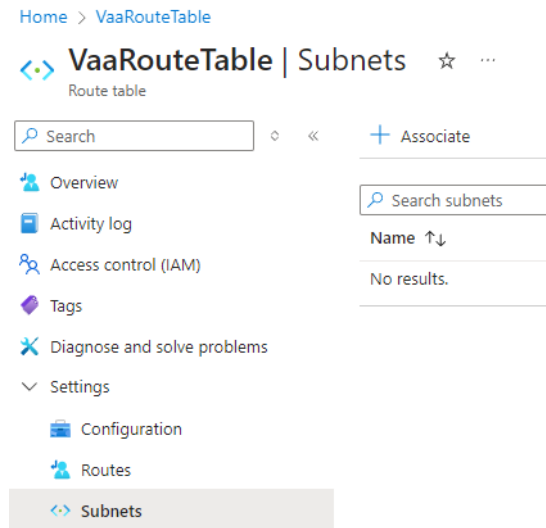 Home > VaaRouteTable
VaaRouteTable | Subnets
Route table
Search
Associate
Overview
Search subnets
Activity log
Name
Access control (IAM)
No results.
Tags
Diagnose and solve problems
Settings
Configuration
Routes
Subnets